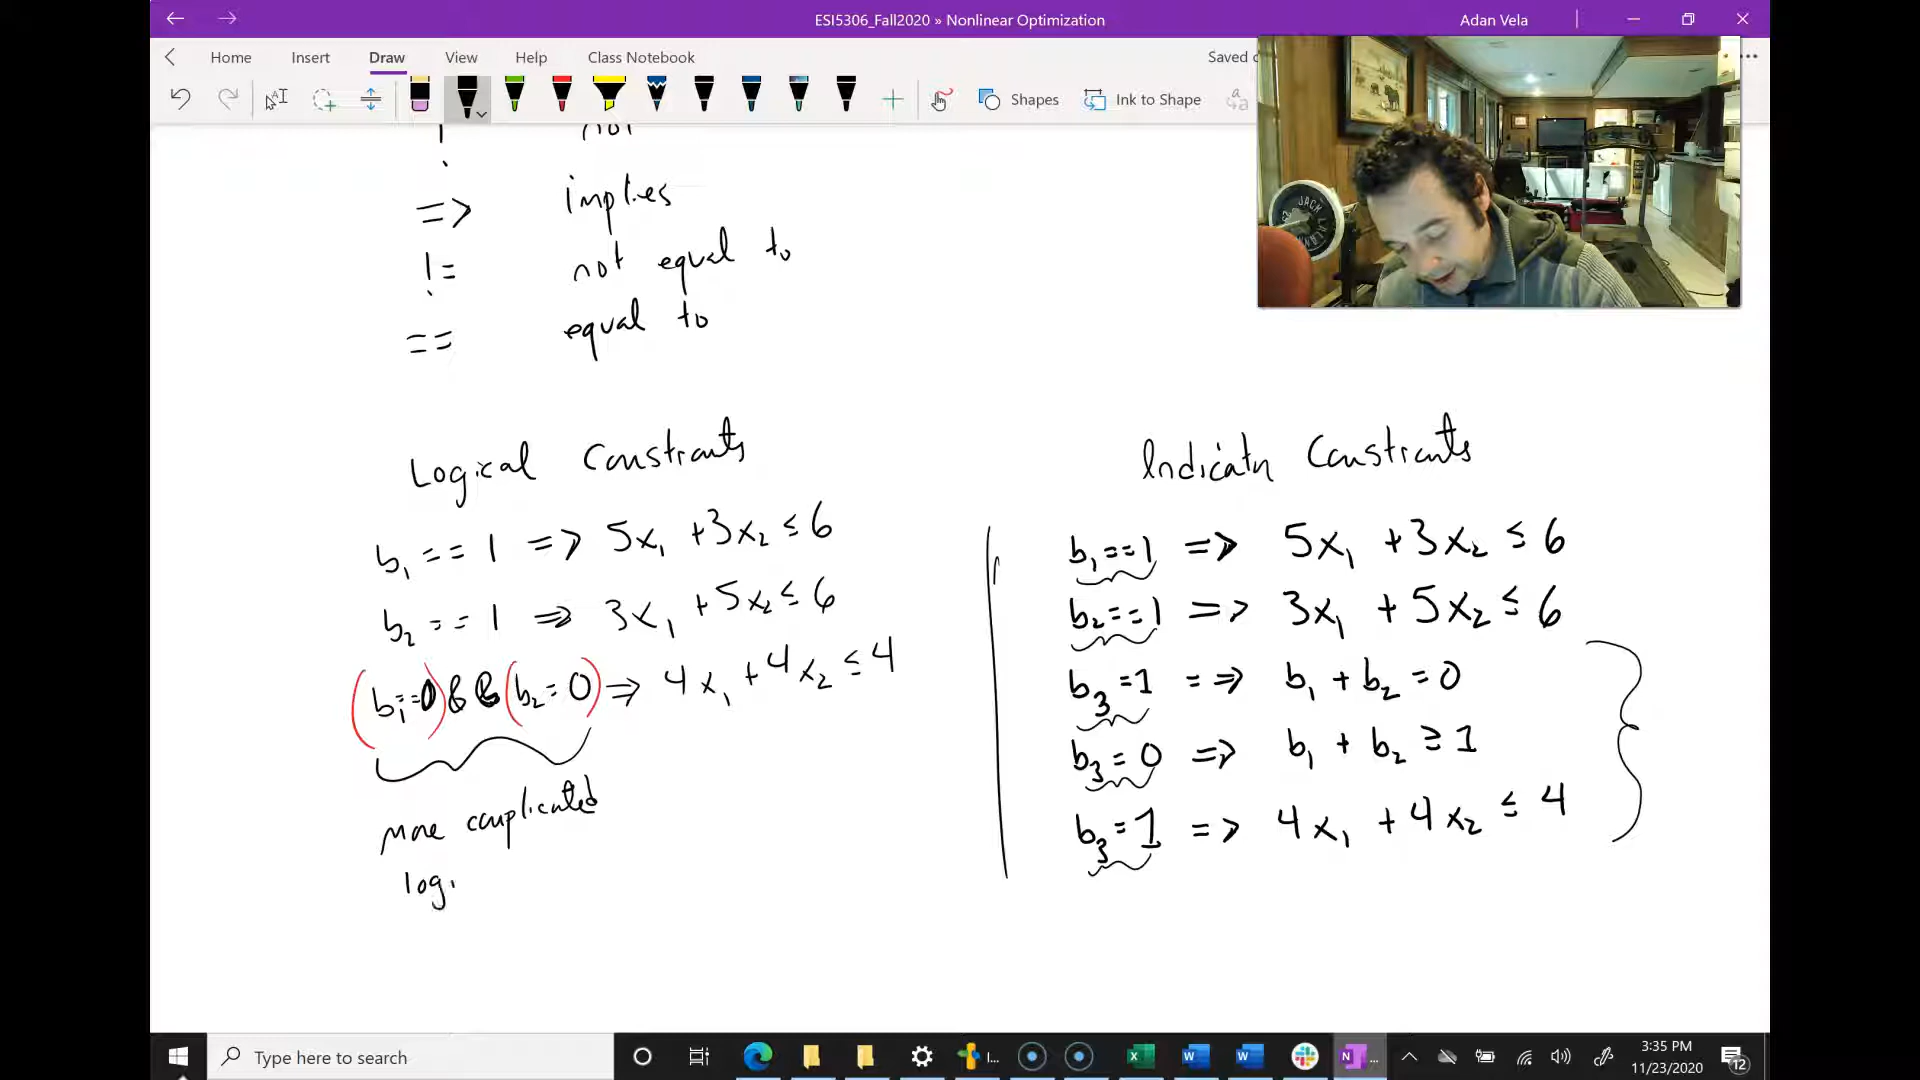 ESI5306_Fall2020 » Nonlinear Optimization
Adan Vela
Home Insert Draw View Help Class Notebook
Saved
Shapes
Ink to Shape
! not
=> implies
!= not equal to
== equal to
Logical Constraints
b₁ == 1 => 5x₁ + 3x₂ ≤ 6
b₂ == 1 => 3x₁ + 5x₂ ≤ 6
(b₁ == 0) && (b₂ = 0) => 4x₁ + 4x₂ ≤ 4
more complicated
logi
Indicator Constraints
b₁ == 1 => 5x₁ + 3x₂ ≤ 6
b₂ == 1 => 3x₁ + 5x₂ ≤ 6
b₃ = 1 => b₁ + b₂ = 0
b₃ = 0 => b₁ + b₂ ≥ 1
b₃ = 1 => 4x₁ + 4x₂ ≤ 4
JACK
Type here to search
I...
3:35 PM
11/23/2020
12